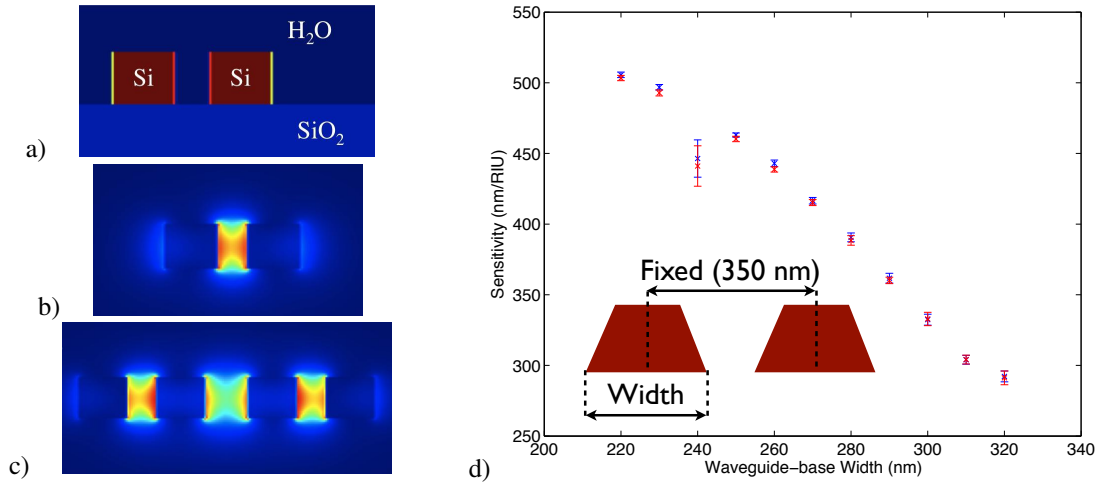 a)
H₂O
Si
Si
SiO₂
b)
c)
d)
550
500
450
400
350
300
250
Sensitivity (nm/RIU)
Fixed (350 nm)
Width
200
220
240
260
280
300
320
340
Waveguide−base Width (nm)